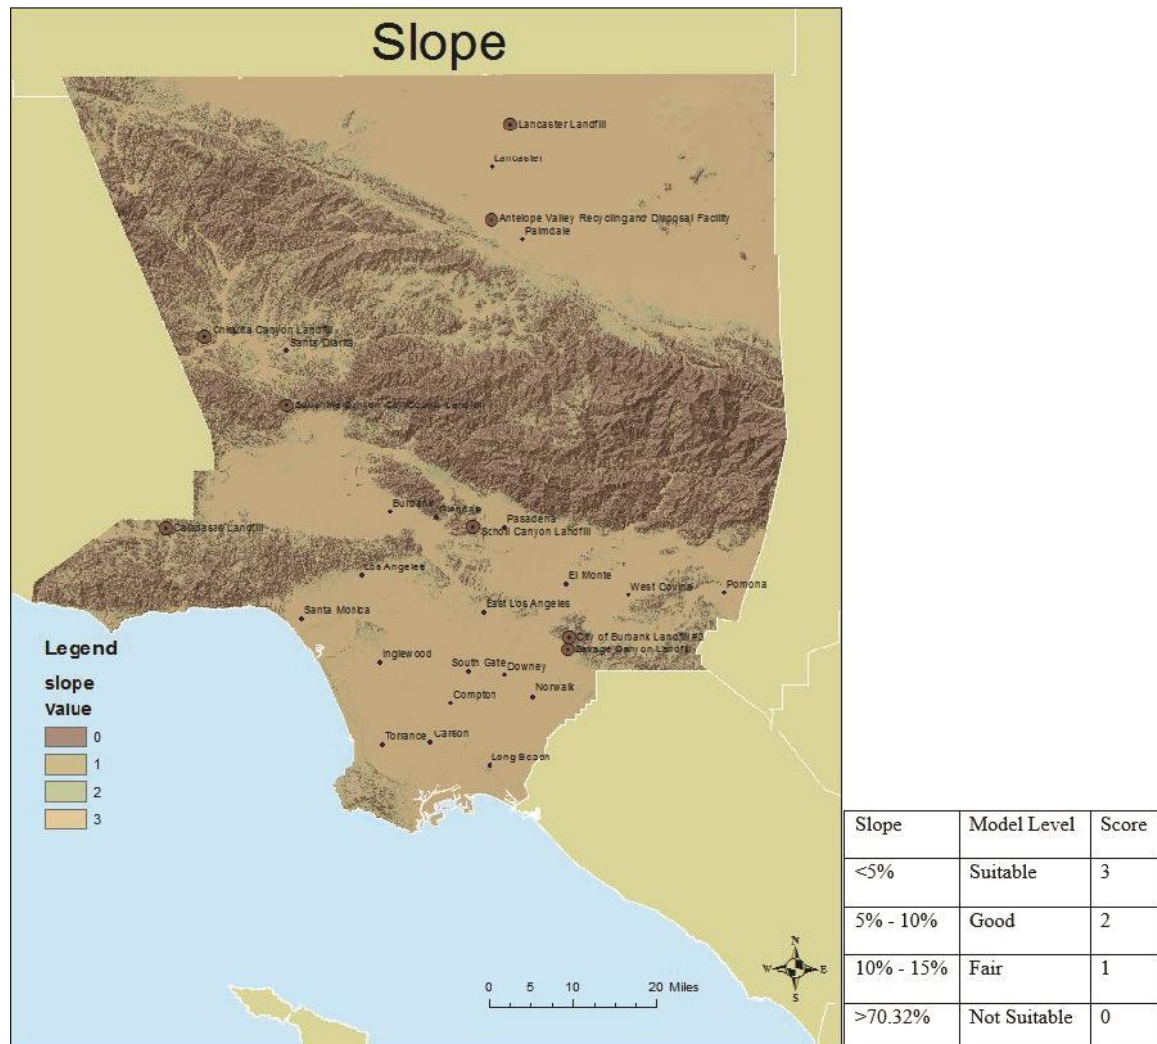 Slope
Lancaster Landfill
Lancaster
Antelope Valley Recycling and Disposal Facility
Palmdale
Chiquita Canyon Landfill
Santa Clarita
Burbank
Glendale
Pasadena
Scholl Canyon Landfill
Calabasas Landfill
Los Angeles
El Monte
West Covina
Pomona
Santa Monica
East Los Angeles
City of Burbank Landfill #3
Savage Canyon Landfill
Inglewood
South Gate
Downey
Norwalk
Compton
Torrance
Carson
Long Beach
Legend
slope
Value
0
1
2
3
N
W E
S
0 5 10 20 Miles
Slope Model Level Score
<5% Suitable 3
5% - 10% Good 2
10% - 15% Fair 1
>70.32% Not Suitable 0